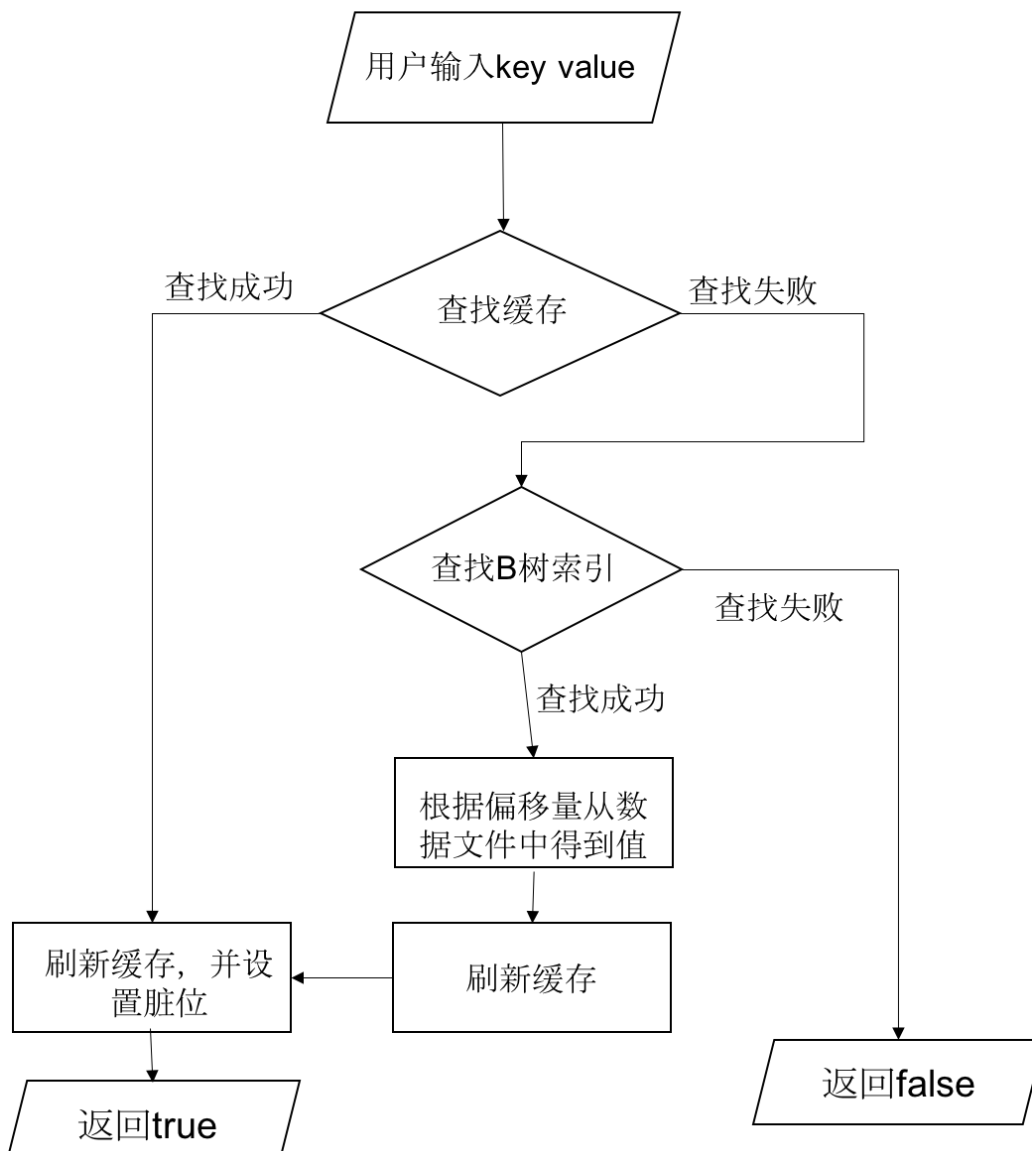 用户输入key value
查找成功
查找失败
查找缓存
查找B树索引
查找失败
查找成功
根据偏移量从数
据文件中得到值
刷新缓存，并设
置脏位
刷新缓存
返回true
返回false